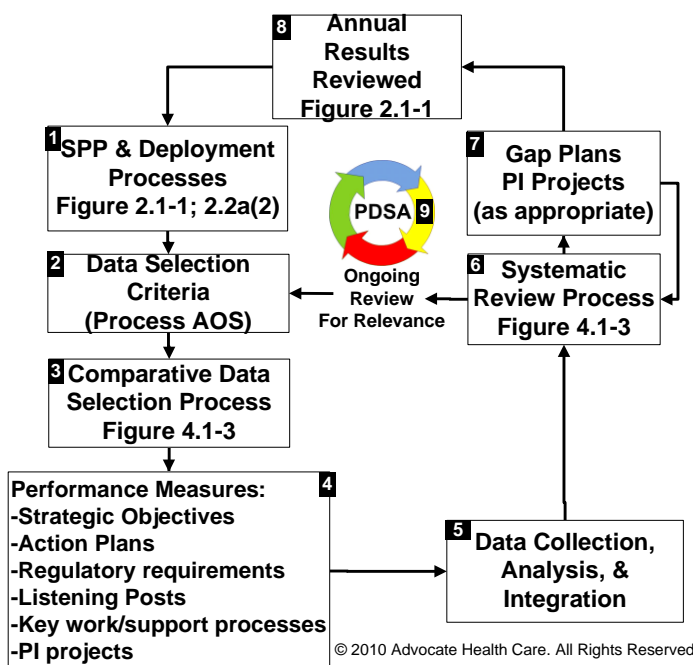 8
Annual
Results
Reviewed
Figure 2.1-1
1
SPP & Deployment
Processes
Figure 2.1-1; 2.2a(2)
2
Data Selection
Criteria
(Process AOS)
3
Comparative Data
Selection Process
Figure 4.1-3
4
Performance Measures:
-Strategic Objectives
-Action Plans
-Regulatory requirements
-Listening Posts
-Key work/support processes
-PI projects
5
Data Collection,
Analysis, &
Integration
6
Systematic
Review Process
Figure 4.1-3
7
Gap Plans
PI Projects
(as appropriate)
PDSA 9
Ongoing
Review
For Relevance
© 2010 Advocate Health Care. All Rights Reserved